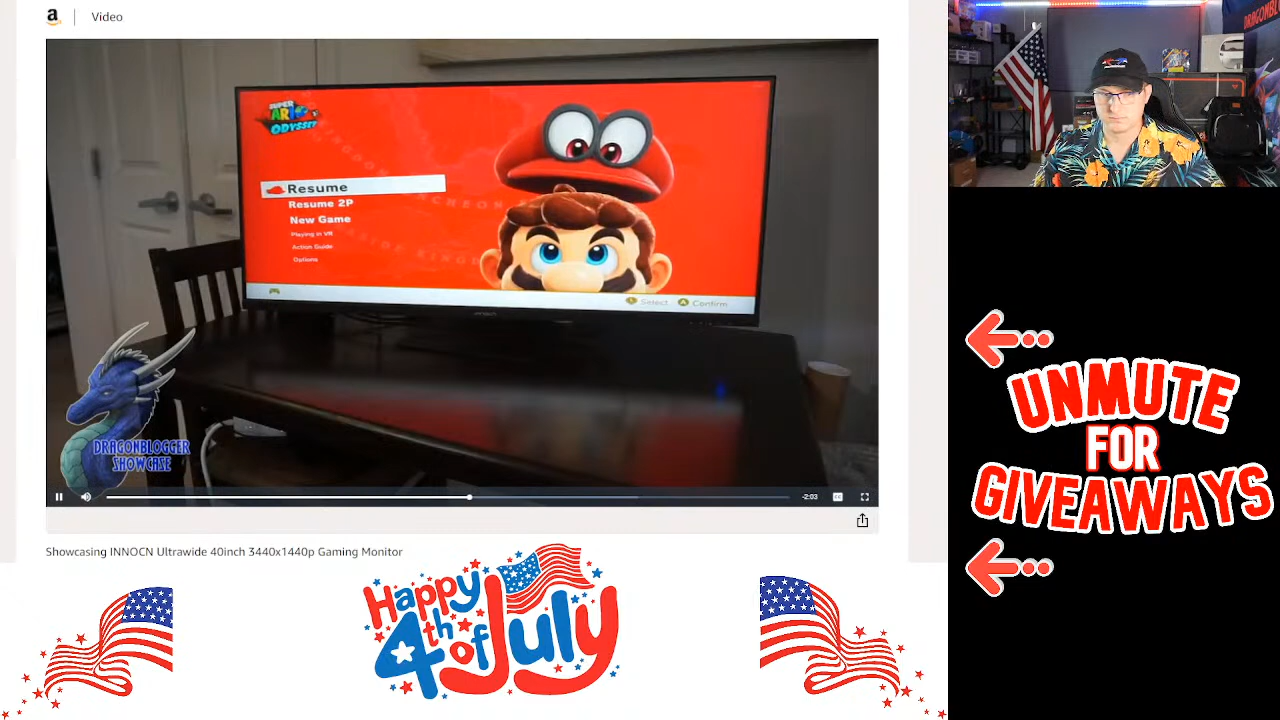 Video
SUPER
MARIO
ODYSSEY
Resume
Resume 2P
New Game
Playing in VR
Action Guide
Options
Select
Confirm
DRAGONBLOGGER
SHOWCASE
-2:03
Showcasing INNOCN Ultrawide 40inch 3440x1440p Gaming Monitor
Happy
4th
of
July
UNMUTE
FOR
GIVEAWAYS